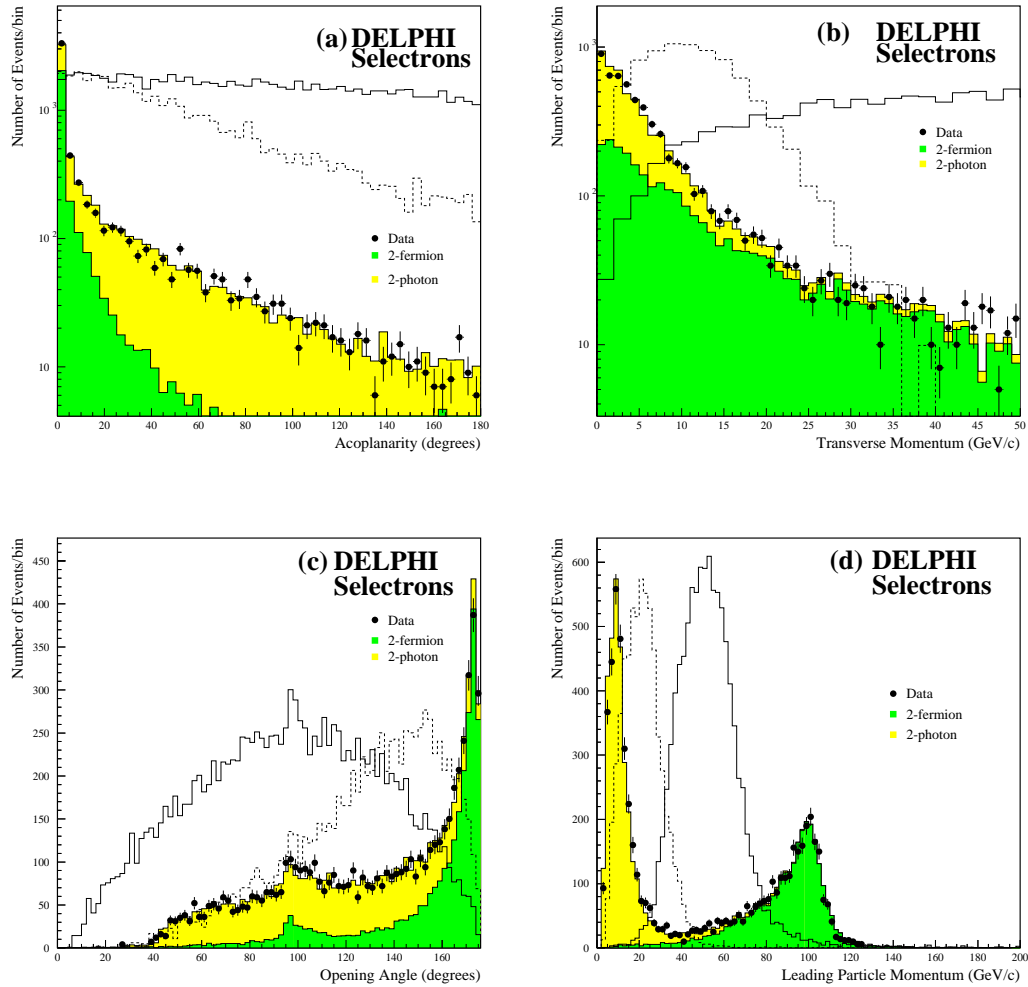 (a) DELPHI
Selectrons
Number of Events/bin
10³
10²
10
Data
2-fermion
2-photon
0 20 40 60 80 100 120 140 160 180
Acoplanarity (degrees)
(b) DELPHI
Selectrons
Number of Events/bin
10³
10²
10
Data
2-fermion
2-photon
0 5 10 15 20 25 30 35 40 45 50
Transverse Momentum (GeV/c)
(c) DELPHI
Selectrons
Number of Events/bin
450
400
350
300
250
200
150
100
50
0
Data
2-fermion
2-photon
0 20 40 60 80 100 120 140 160
Opening Angle (degrees)
(d) DELPHI
Selectrons
Number of Events/bin
600
500
400
300
200
100
0
Data
2-fermion
2-photon
0 20 40 60 80 100 120 140 160 180 200
Leading Particle Momentum (GeV/c)